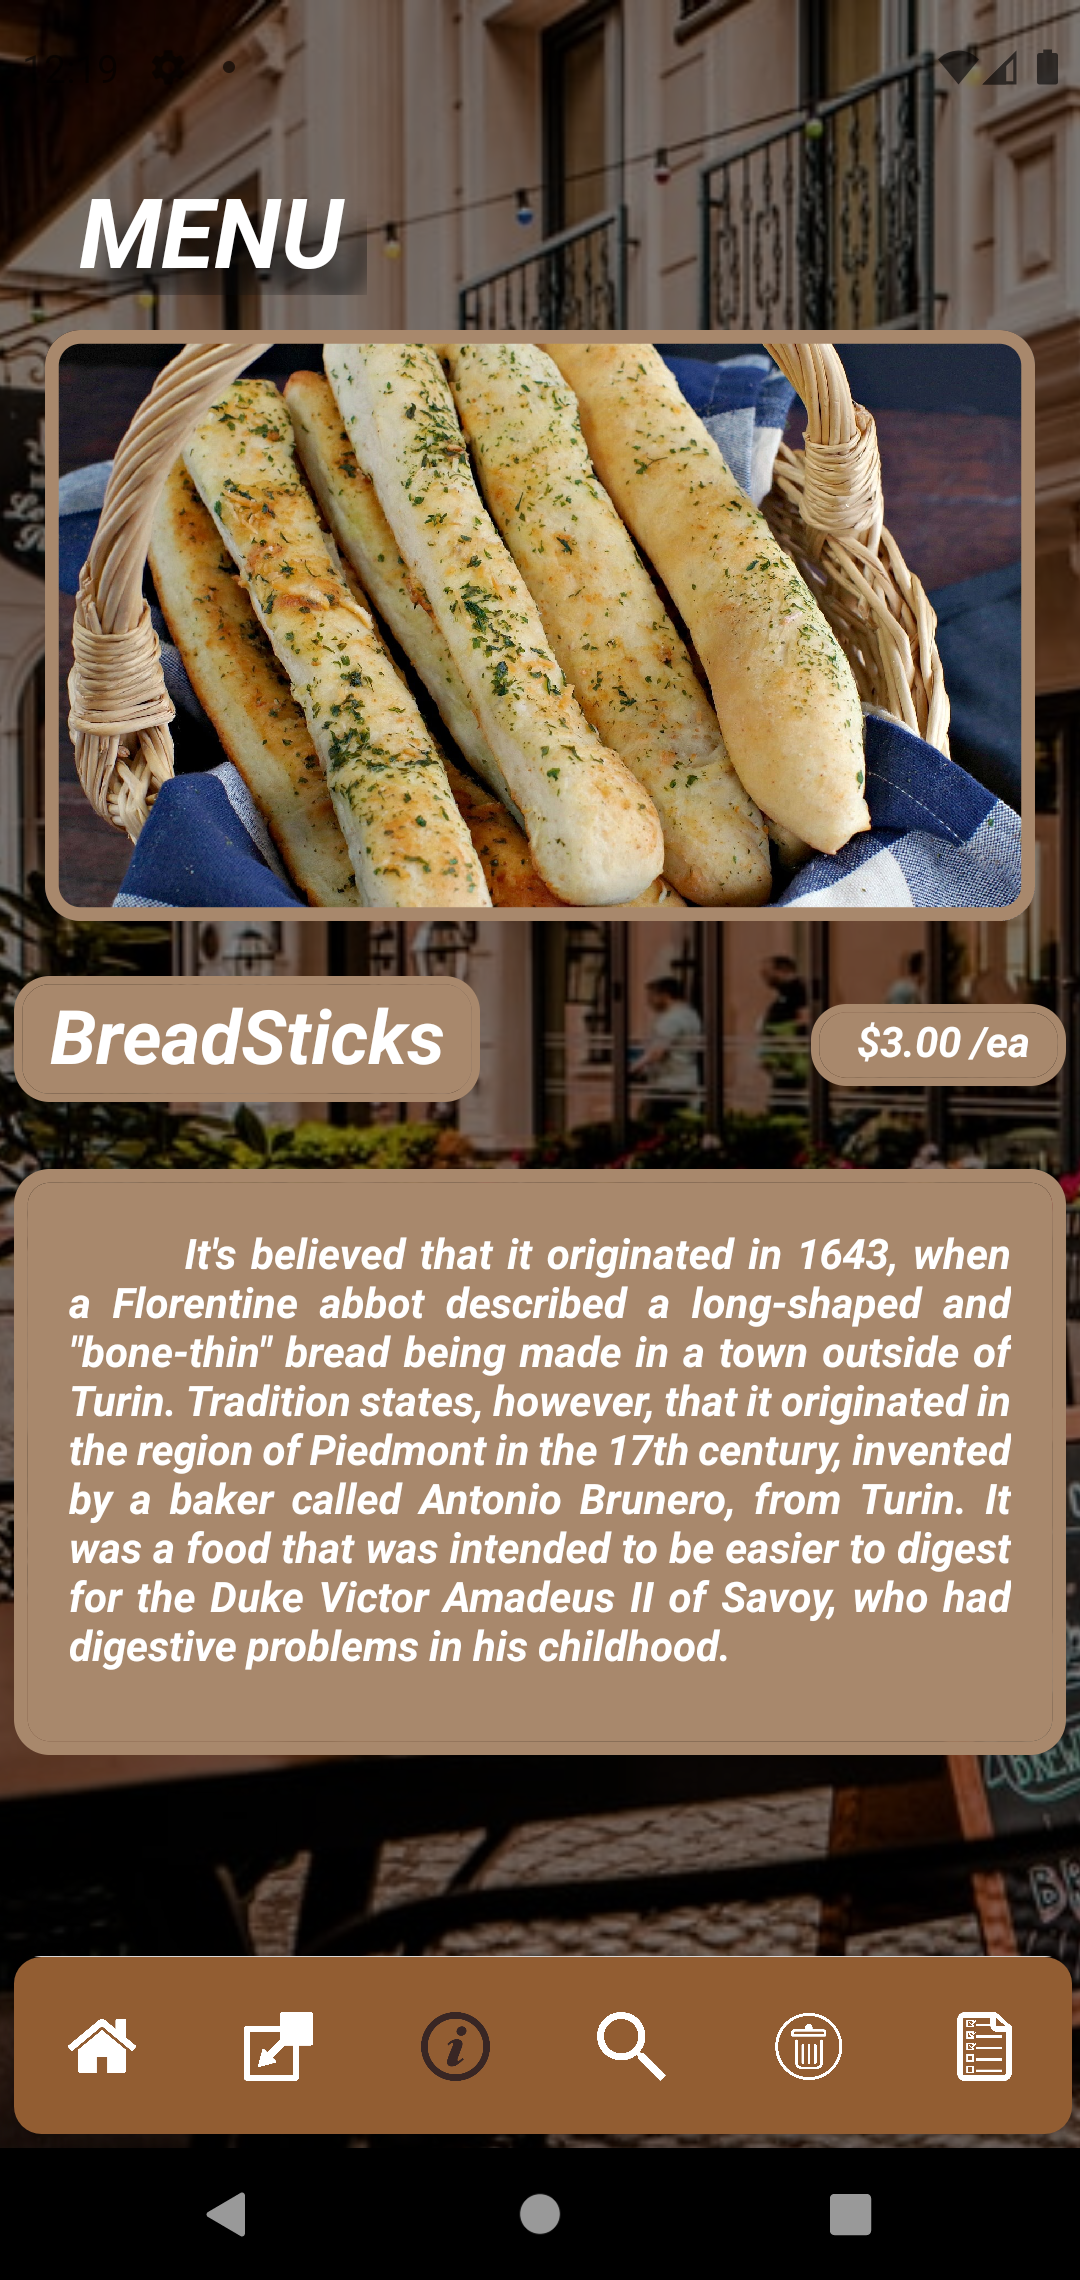 MENU
BreadSticks
$3.00 /ea
It's believed that it originated in 1643, when
a Florentine abbot described a long-shaped and
"bone-thin" bread being made in a town outside of
Turin. Tradition states, however, that it originated in
the region of Piedmont in the 17th century, invented
by a baker called Antonio Brunero, from Turin. It
was a food that was intended to be easier to digest
for the Duke Victor Amadeus II of Savoy, who had
digestive problems in his childhood.